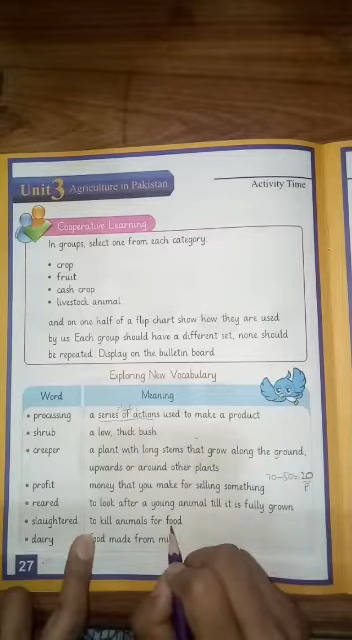 Unit 3 Agriculture in Pakistan
Activity Time
Cooperative Learning
In groups, select one from each category
• crop
• fruit
• cash crop
• livestock animal
and on one half of a flip chart show how they are used
by us Each group should have a different set, none should
be repeated Display on the bulletin board
Exploring New Vocabulary
Word Meaning
• processing a series of actions used to make a product
• shrub a low, thick bush
• creeper a plant with long stems that grow along the ground,
upwards or around other plants
• profit money that you make for selling something
70-50=20
P
• reared to look after a young animal till it is fully grown
• slaughtered to kill animals for food
• dairy food made from
27